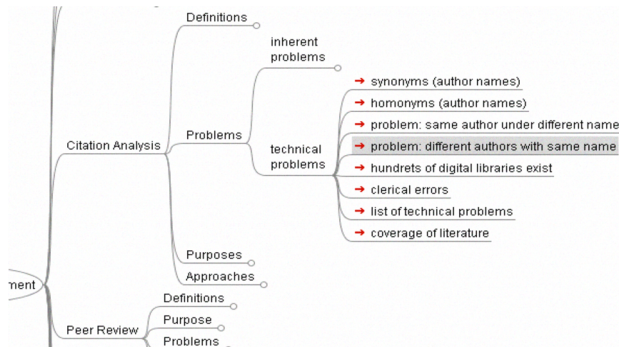 Definitions
inherent
problems
synonyms (author names)
homonyms (author names)
Citation Analysis
Problems
problem: same author under different name
technical
problems
problem: different authors with same name
hundrets of digital libraries exist
clerical errors
list of technical problems
coverage of literature
Purposes
Approaches
ment
Definitions
Peer Review
Purpose
Problems